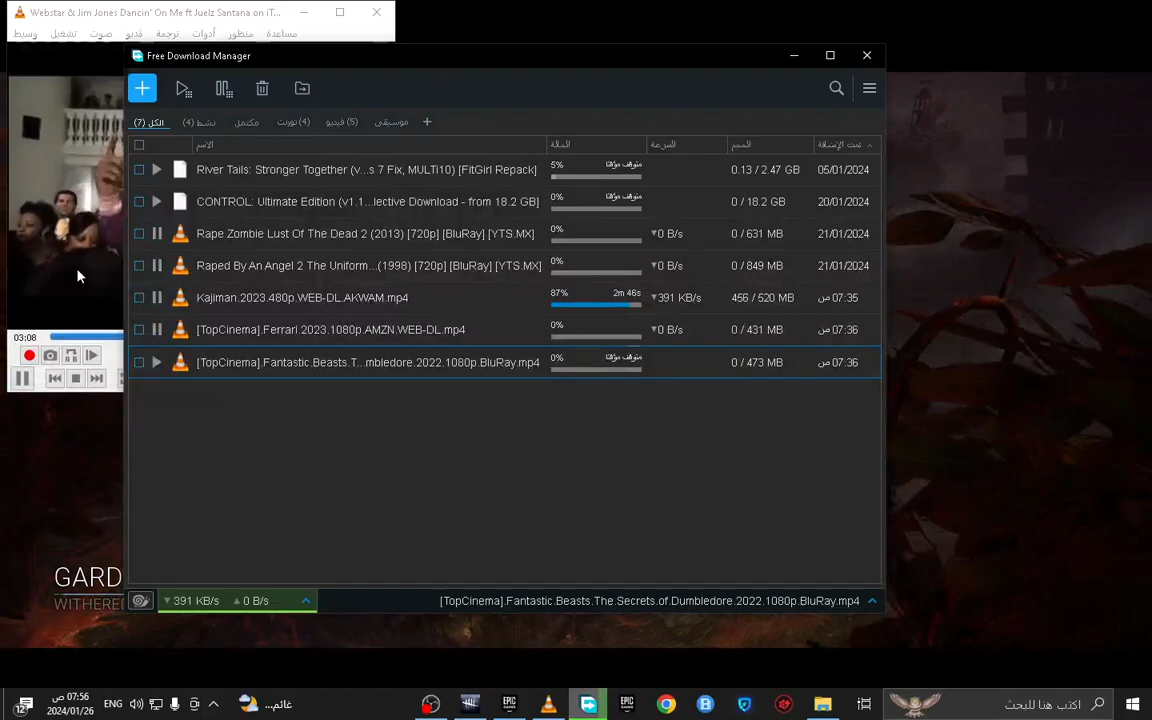 Webstar & Jim Jones Dancin' On Me ft Juelz Santana on iT...
وسيط تشغيل صوت فيديو ترجمة أدوات منظور مساعدة
Free Download Manager
الكل (7) نشط (4) مكتمل تورنت (4) فيديو (5) موسيقى +
الاسم الحالة السرعة الحجم تمت الإضافة
River Tails: Stronger Together (v...s 7 Fix, MULTi10) [FitGirl Repack] 5% متوقف مؤقتا 0.13 / 2.47 GB 05/01/2024
CONTROL: Ultimate Edition (v1.1...lective Download - from 18.2 GB] 0% متوقف مؤقتا 0 / 18.2 GB 20/01/2024
Rape Zombie Lust Of The Dead 2 (2013) [720p] [BluRay] [YTS.MX] 0% 0 B/s 0 / 631 MB 21/01/2024
Raped By An Angel 2 The Uniform...(1998) [720p] [BluRay] [YTS.MX] 0% 0 B/s 0 / 849 MB 21/01/2024
Kajiman.2023.480p.WEB-DL.AKWAM.mp4 87% 2m 46s 391 KB/s 456 / 520 MB 07:35 ص
[TopCinema].Ferrari.2023.1080p.AMZN.WEB-DL.mp4 0% 0 B/s 0 / 431 MB 07:36 ص
[TopCinema].Fantastic.Beasts.T...mbledore.2022.1080p.BluRay.mp4 0% متوقف مؤقتا 0 / 473 MB 07:36 ص
03:08
GARD
WITHERE
391 KB/s 0 B/s [TopCinema].Fantastic.Beasts.The.Secrets.of.Dumbledore.2022.1080p.BluRay.mp4
12 07:56 ص ENG غائم... EPIC GAMES EPIC اكتب هنا للبحث
2024/01/26